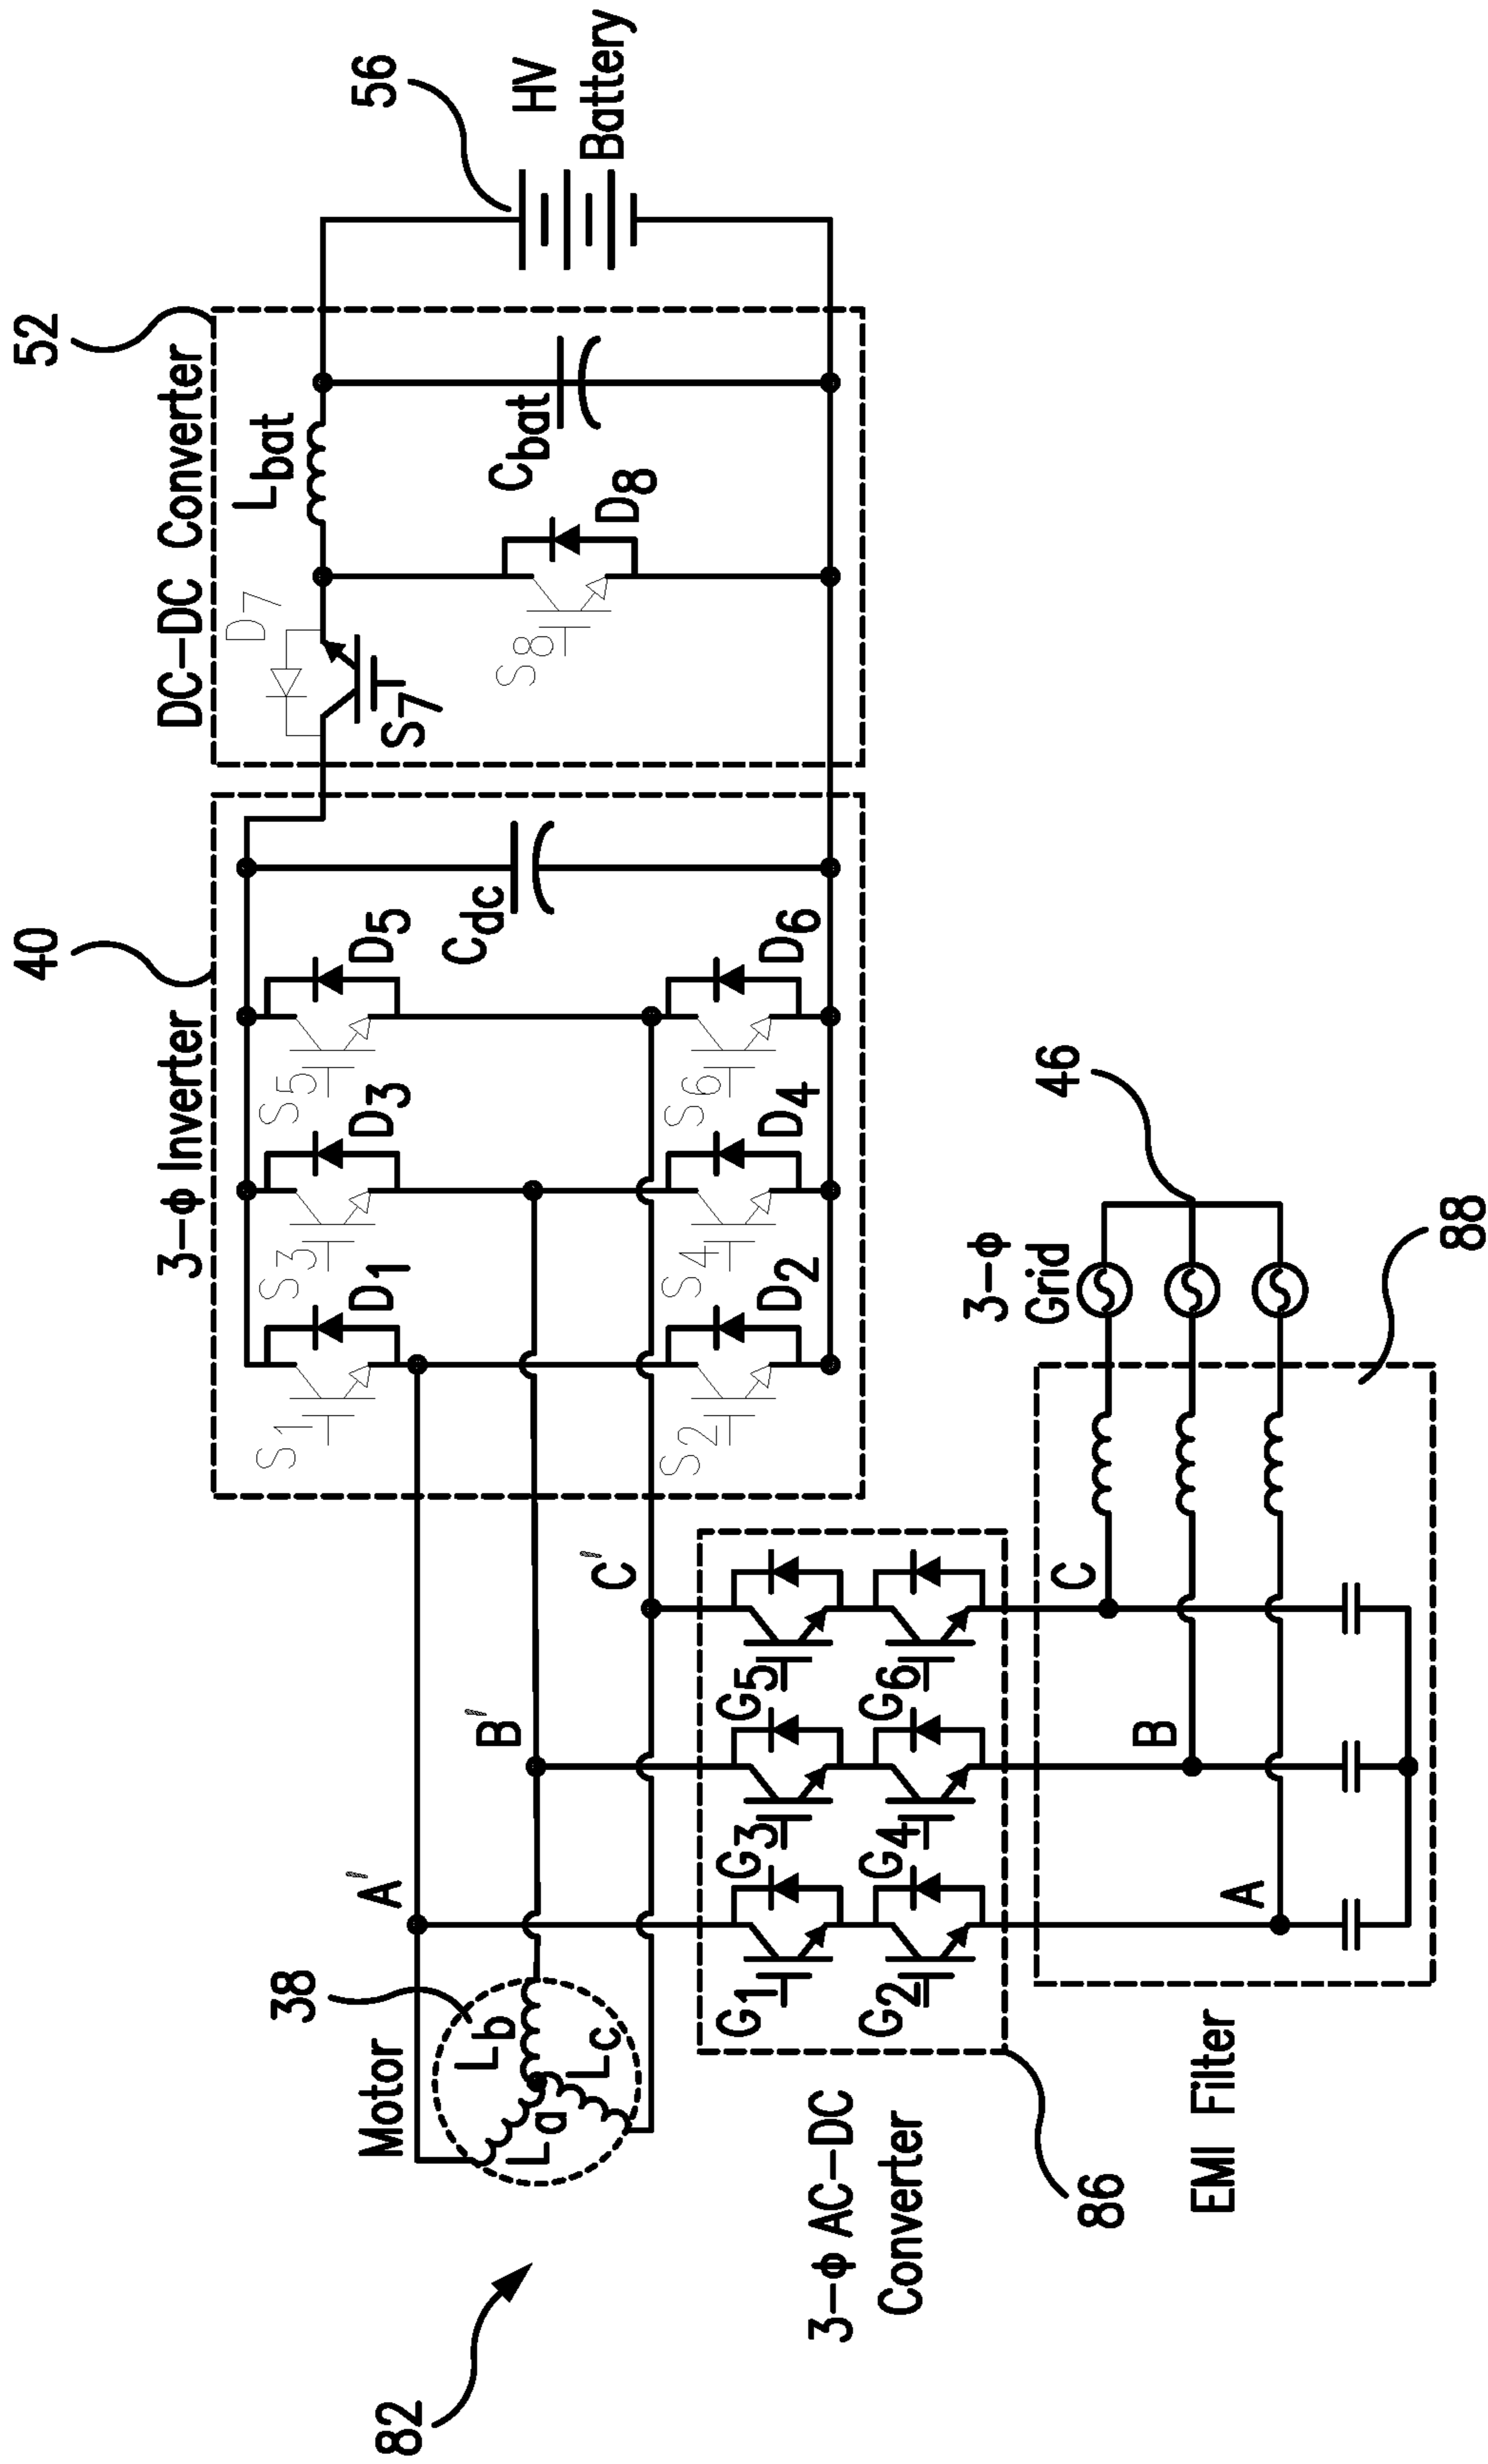 82
38
Motor
La
Lb
Lc
A'
B'
C'
3-ϕ Inverter
40
S1
D1
S3
D3
S5
D5
S2
D2
S4
D4
S6
D6
Cdc
DC-DC Converter
52
D7
S7
S8
D8
Lbat
Cbat
56
HV
Battery
3-ϕ AC-DC
Converter
86
G1
G3
G5
G2
G4
G6
EMI Filter
A
B
C
88
3-ϕ
Grid
46